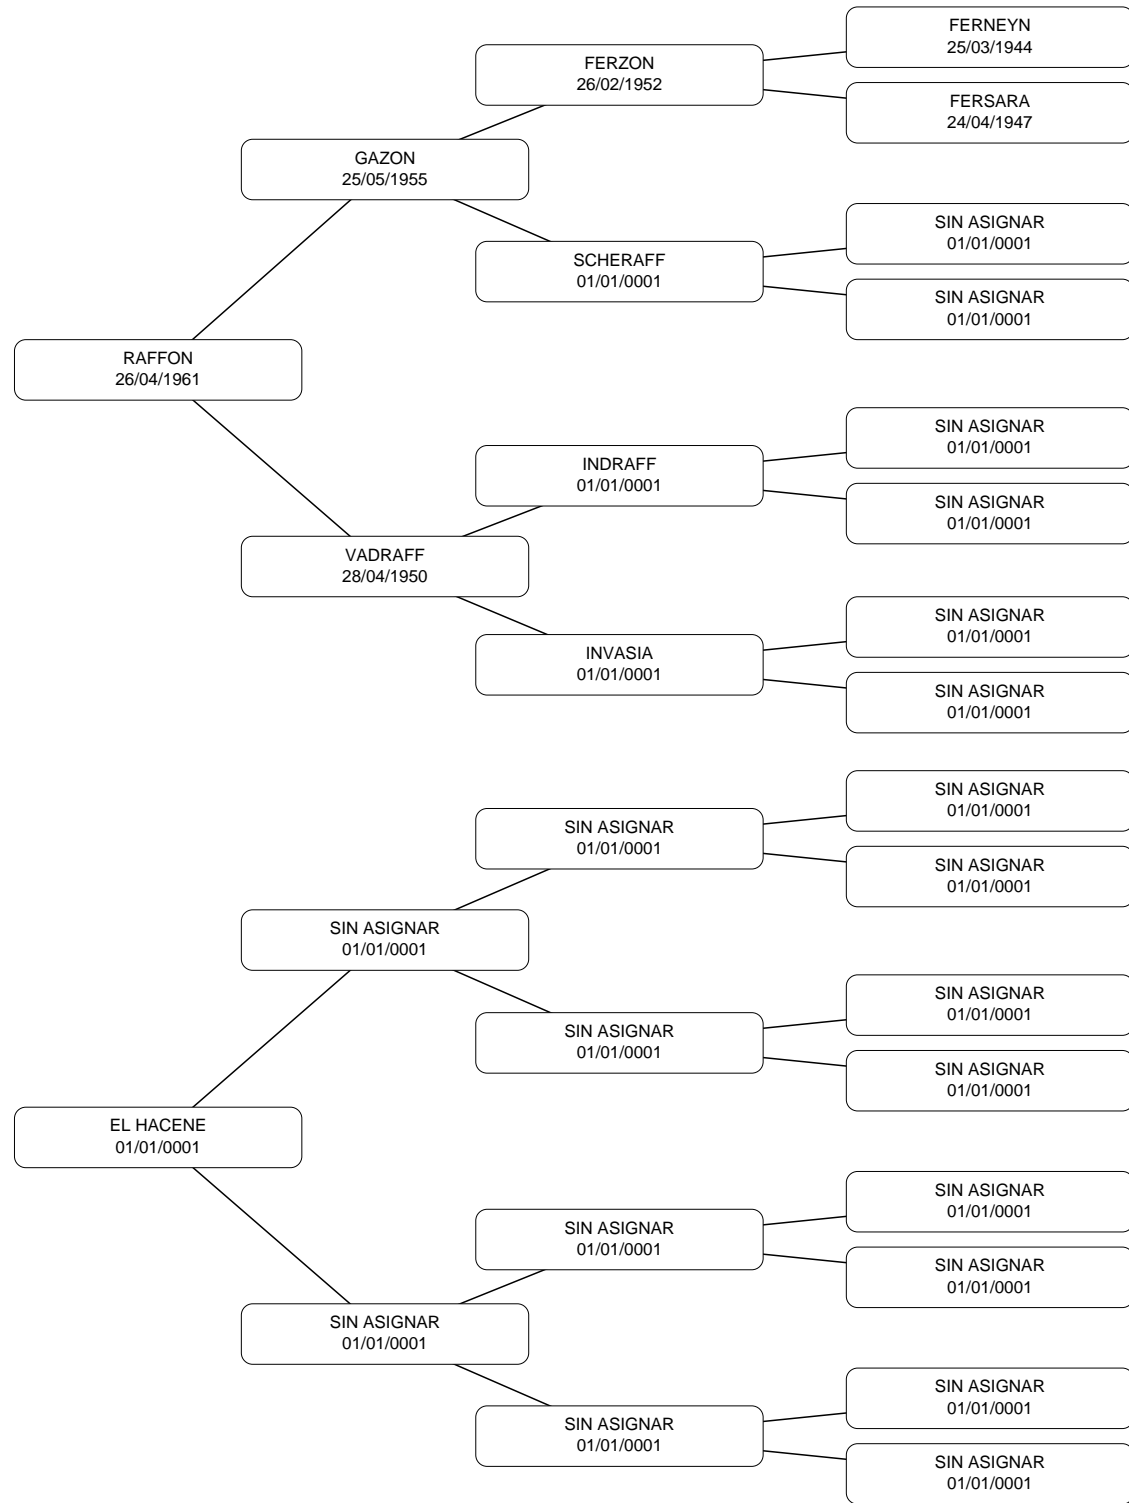 FERNEYN
25/03/1944
FERZON
26/02/1952
FERSARA
24/04/1947
GAZON
25/05/1955
SIN ASIGNAR
01/01/0001
SCHERAFF
01/01/0001
SIN ASIGNAR
01/01/0001
RAFFON
26/04/1961
SIN ASIGNAR
01/01/0001
INDRAFF
01/01/0001
SIN ASIGNAR
01/01/0001
VADRAFF
28/04/1950
SIN ASIGNAR
01/01/0001
INVASIA
01/01/0001
SIN ASIGNAR
01/01/0001
SIN ASIGNAR
01/01/0001
SIN ASIGNAR
01/01/0001
SIN ASIGNAR
01/01/0001
SIN ASIGNAR
01/01/0001
SIN ASIGNAR
01/01/0001
SIN ASIGNAR
01/01/0001
SIN ASIGNAR
01/01/0001
EL HACENE
01/01/0001
SIN ASIGNAR
01/01/0001
SIN ASIGNAR
01/01/0001
SIN ASIGNAR
01/01/0001
SIN ASIGNAR
01/01/0001
SIN ASIGNAR
01/01/0001
SIN ASIGNAR
01/01/0001
SIN ASIGNAR
01/01/0001